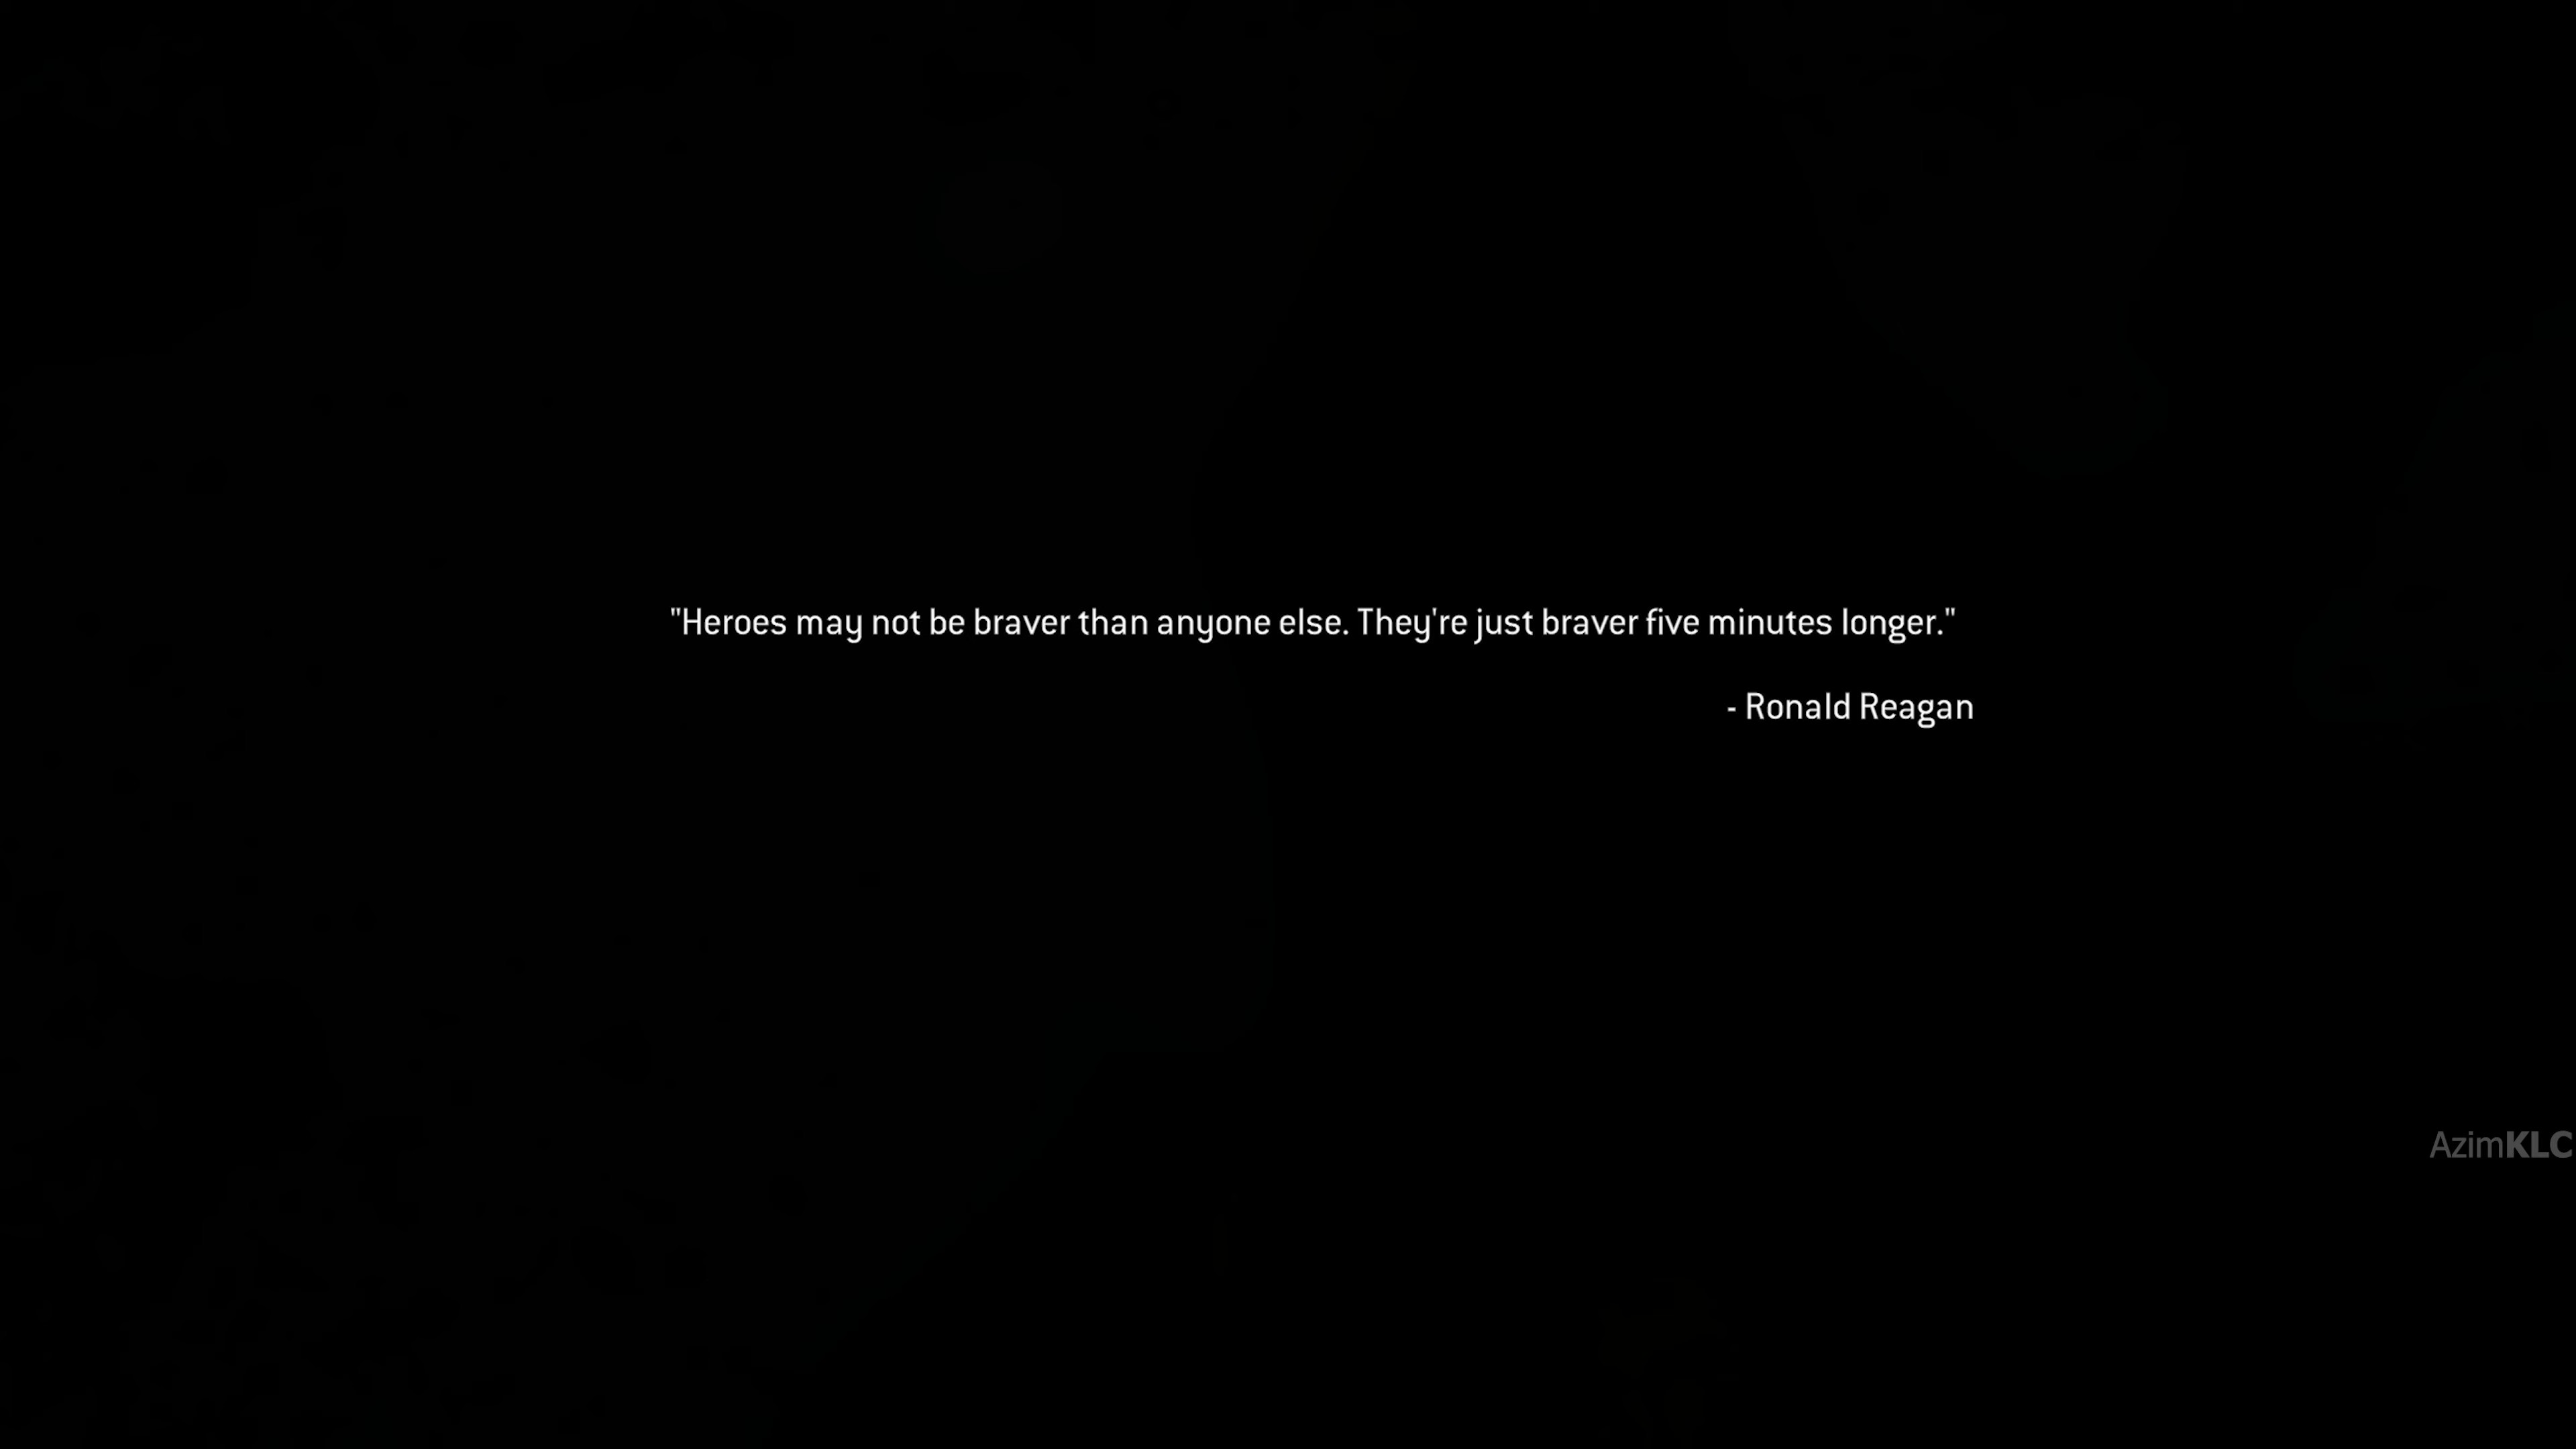 "Heroes may not be braver than anyone else. They're just braver five minutes longer."
- Ronald Reagan
AzimKLC